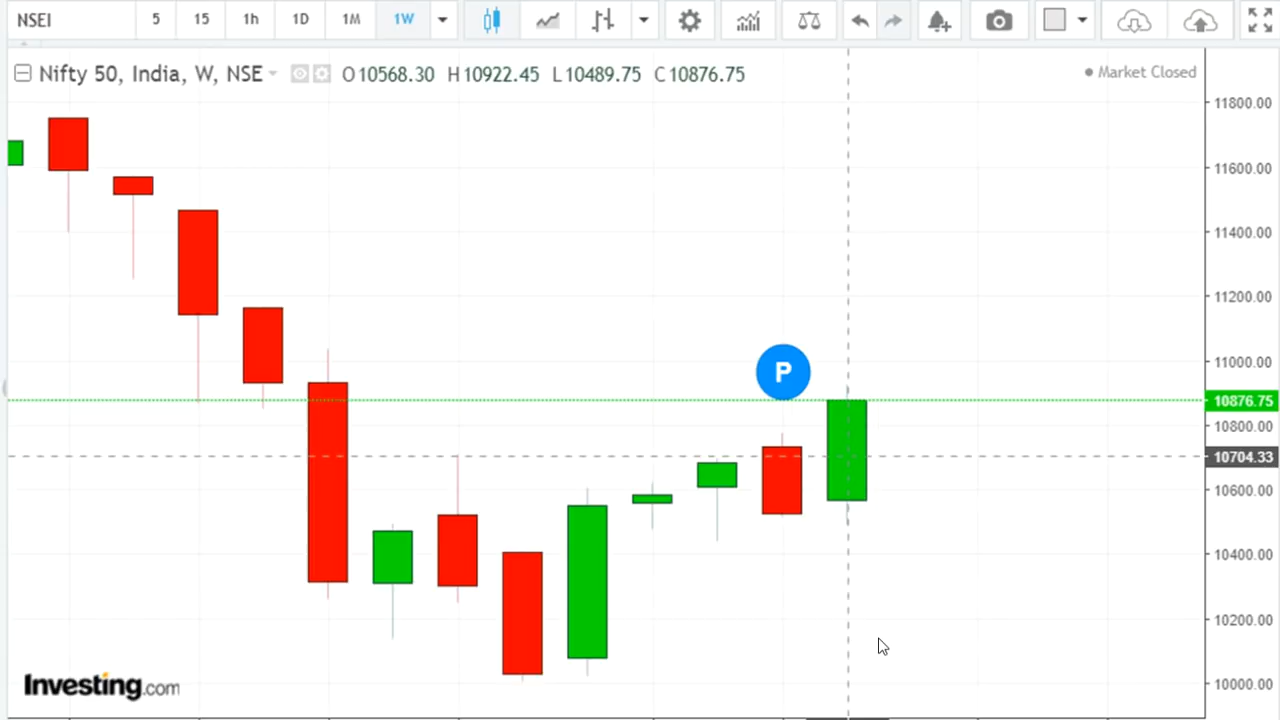 NSEI 5 15 1h 1D 1M 1W
Nifty 50, India, W, NSE O10568.30 H10922.45 L10489.75 C10876.75
Market Closed
11800.00
11600.00
11400.00
11200.00
11000.00
P
10876.75
10800.00
10704.33
10600.00
10400.00
10200.00
10000.00
Investing.com